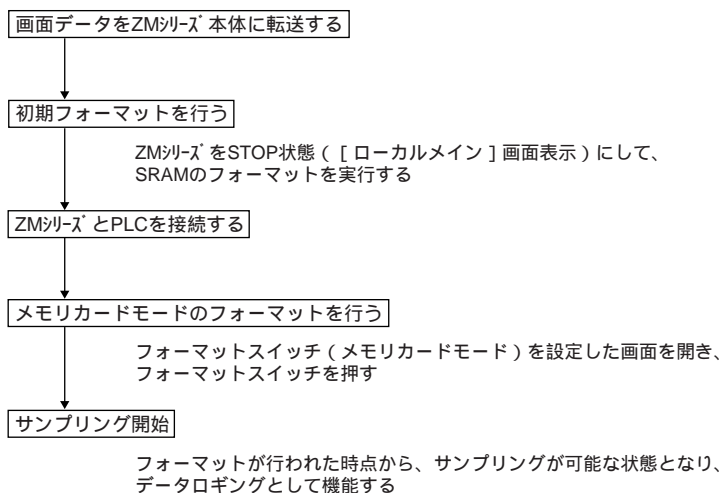 画面データをZMｼﾘｰｽﾞ本体に転送する
初期フォーマットを行う
ZMｼﾘｰｽﾞをSTOP状態（［ローカルメイン］画面表示）にして、
SRAMのフォーマットを実行する
ZMｼﾘｰｽﾞとPLCを接続する
メモリカードモードのフォーマットを行う
フォーマットスイッチ（メモリカードモード）を設定した画面を開き、
フォーマットスイッチを押す
サンプリング開始
フォーマットが行われた時点から、サンプリングが可能な状態となり、
データロギングとして機能する